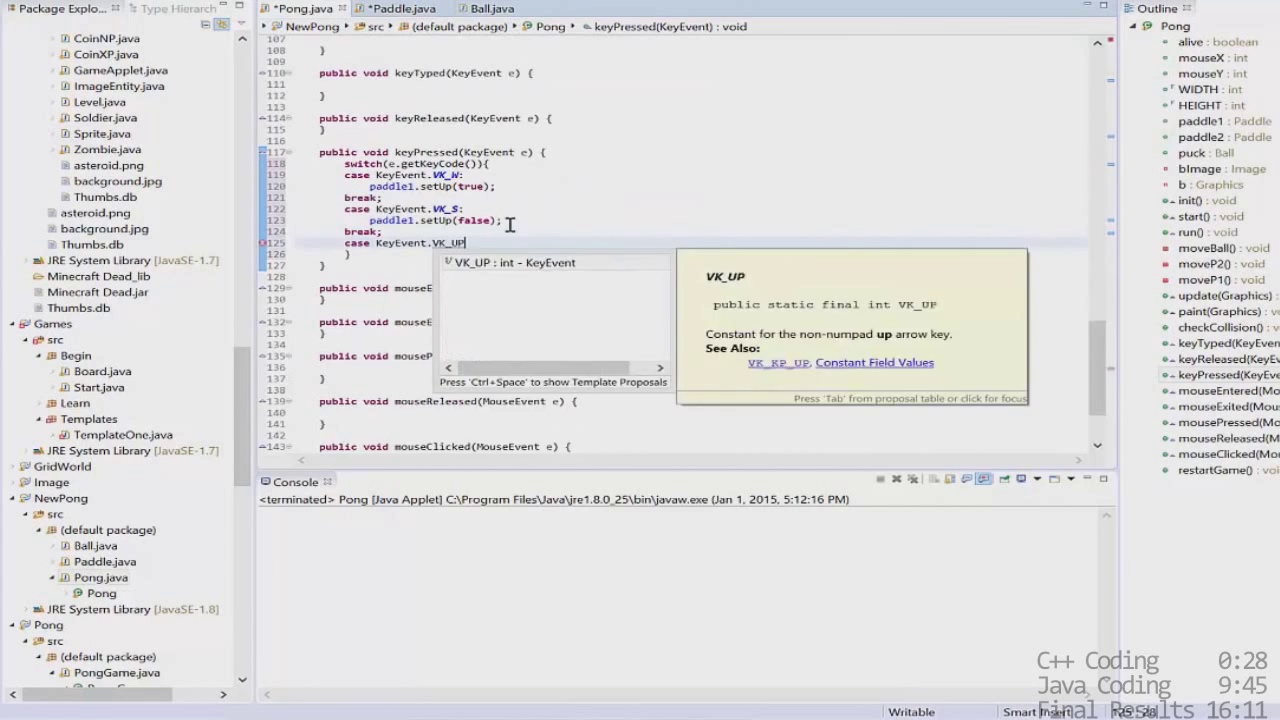 Package Explo...
Type Hierarch
*Pong.java
*Paddle.java
Ball.java
Outline
NewPong
src
(default package)
Pong
keyPressed(KeyEvent) : void
CoinNP.java
CoinXP.java
GameApplet.java
ImageEntity.java
Level.java
Soldier.java
Sprite.java
Zombie.java
asteroid.png
background.jpg
Thumbs.db
asteroid.png
background.jpg
Thumbs.db
JRE System Library [JavaSE-1.7]
Minecraft Dead_lib
Minecraft Dead.jar
Thumbs.db
Games
src
Begin
Board.java
Start.java
Learn
Templates
TemplateOne.java
JRE System Library [JavaSE-1.7]
GridWorld
Image
NewPong
src
(default package)
Ball.java
Paddle.java
Pong.java
Pong
JRE System Library [JavaSE-1.8]
Pong
src
(default package)
PongGame.java
107
108 }
109
110 public void keyTyped(KeyEvent e) {
111
112 }
113
114 public void keyReleased(KeyEvent e) {
115 }
116
117 public void keyPressed(KeyEvent e) {
118 switch(e.getKeyCode()){
119 case KeyEvent.VK_W:
120 paddle1.setUp(true);
121 break;
122 case KeyEvent.VK_S:
123 paddle1.setUp(false);
124 break;
125 case KeyEvent.VK_UP
126 }
127 }
128
129 public void mouseE
130 }
131
132 public void mouseE
133 }
134
135 public void mouseP
136
137 }
138
139 public void mouseReleased(MouseEvent e) {
140
141 }
142
143 public void mouseClicked(MouseEvent e) {
VK_UP : int - KeyEvent
Press 'Ctrl+Space' to show Template Proposals
VK_UP
public static final int VK_UP
Constant for the non-numpad up arrow key.
See Also:
VK_KP_UP, Constant Field Values
Press 'Tab' from proposal table or click for focus
Pong
alive : boolean
mouseX : int
mouseY : int
WIDTH : int
HEIGHT : int
paddle1 : Paddle
paddle2 : Paddle
puck : Ball
bImage : Image
b : Graphics
init() : void
start() : void
run() : void
moveBall() : void
moveP2() : void
moveP1() : void
update(Graphics) :
paint(Graphics) : vo
checkCollision() : vo
keyTyped(KeyEvent
keyReleased(KeyEve
keyPressed(KeyEve
mouseEntered(Mou
mouseExited(Mous
mousePressed(Mou
mouseReleased(Mo
mouseClicked(Mou
restartGame() : void
Console
<terminated> Pong [Java Applet] C:\Program Files\Java\jre1.8.0_25\bin\javaw.exe (Jan 1, 2015, 5:12:16 PM)
C++ Coding 0:28
Java Coding 9:45
Final Results 16:11
Writable
Smart Insert